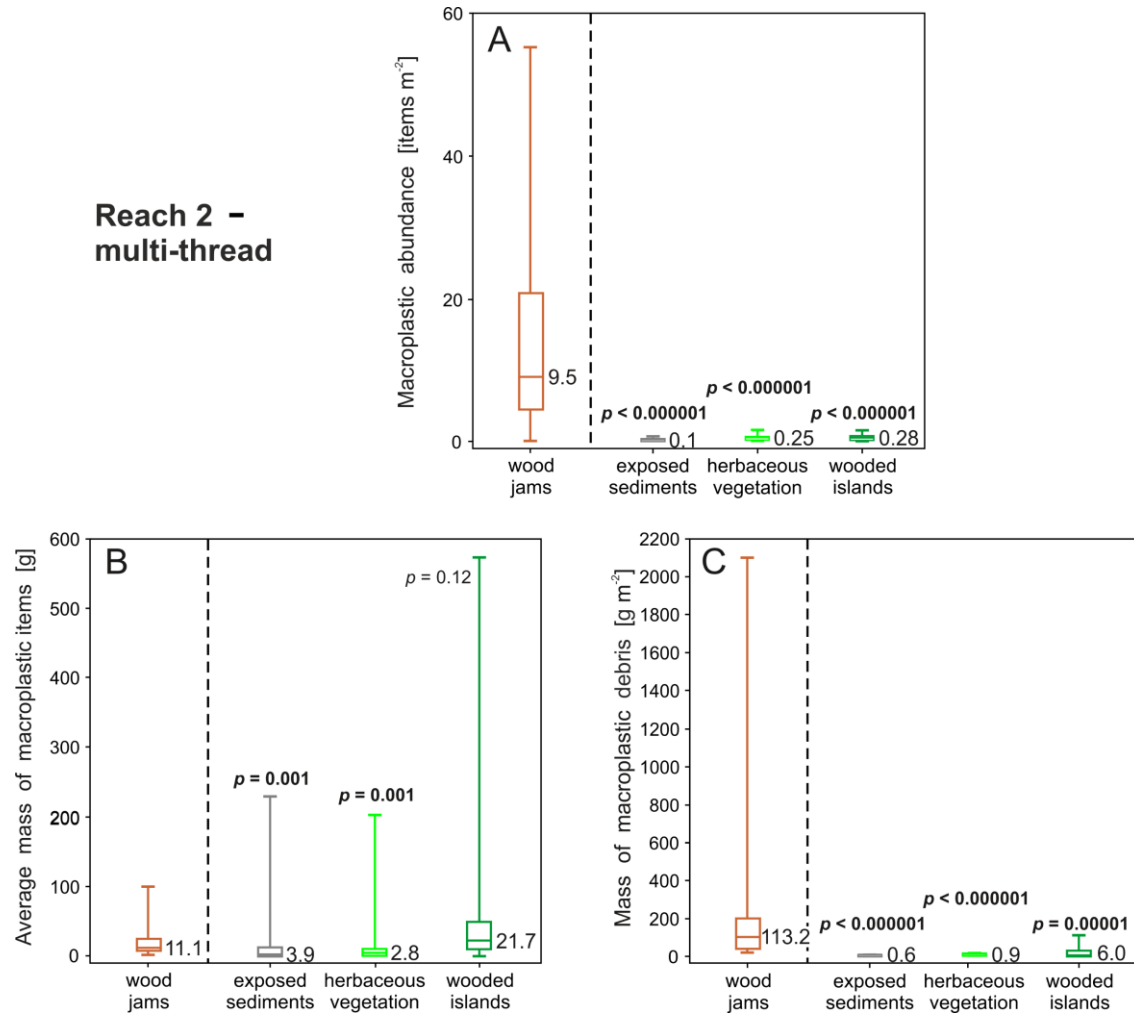 Reach 2 –
multi-thread
A
Macroplastic abundance [items m⁻²]
60
40
20
0
9.5
p < 0.000001
0.1
p < 0.000001
0.25
p < 0.000001
0.28
wood
jams
exposed
sediments
herbaceous
vegetation
wooded
islands
B
Average mass of macroplastic items [g]
600
500
400
300
200
100
0
11.1
p = 0.001
3.9
p = 0.001
2.8
p = 0.12
21.7
wood
jams
exposed
sediments
herbaceous
vegetation
wooded
islands
C
Mass of macroplastic debris [g m⁻²]
2200
2000
1800
1600
1400
1200
1000
800
600
400
200
0
113.2
p < 0.000001
0.6
p < 0.000001
0.9
p = 0.00001
6.0
wood
jams
exposed
sediments
herbaceous
vegetation
wooded
islands